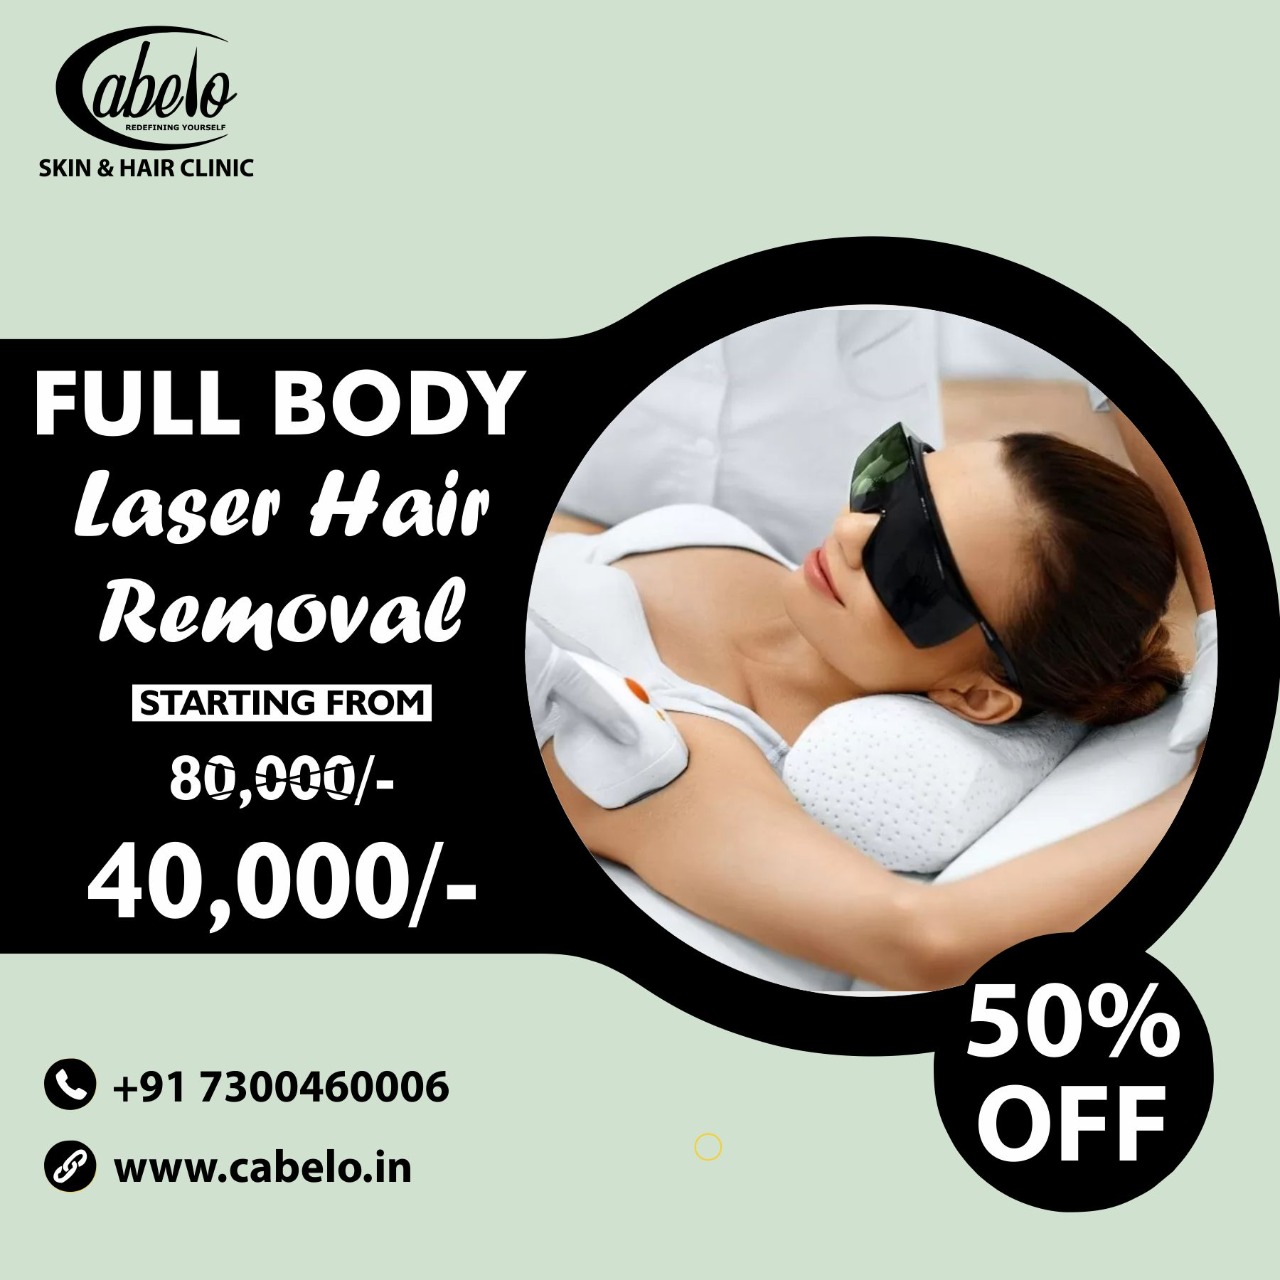 Cabelo
REDEFINING YOURSELF
SKIN & HAIR CLINIC
FULL BODY
Laser Hair
Removal
STARTING FROM
80,000/-
40,000/-
50%
OFF
+91 7300460006
www.cabelo.in